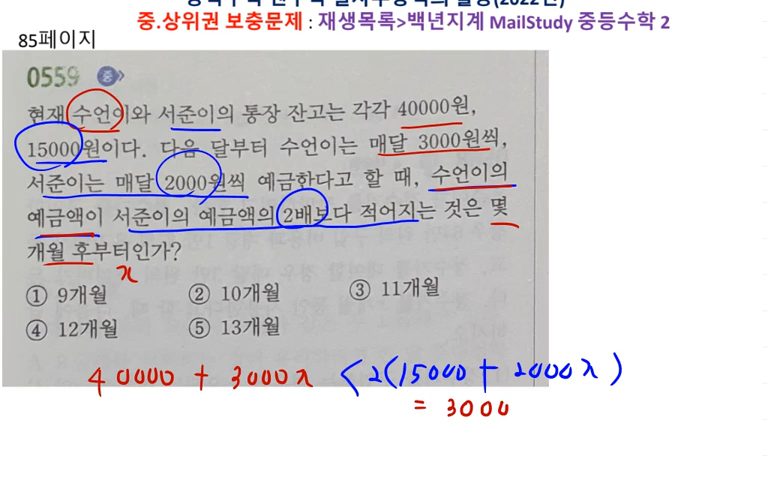 중.상위권 보충문제 : 재생목록>백년지계 MailStudy 중등수학 2
85페이지
0559 중
현재 수언이와 서준이의 통장 잔고는 각각 40000원,
15000원이다. 다음 달부터 수언이는 매달 3000원씩,
서준이는 매달 2000원씩 예금한다고 할 때, 수언이의
예금액이 서준이의 예금액의 2배보다 적어지는 것은 몇
개월 후부터인가?
x
① 9개월 ② 10개월 ③ 11개월
④ 12개월 ⑤ 13개월
40000 + 3000x < 2(15000 + 2000x)
= 3000